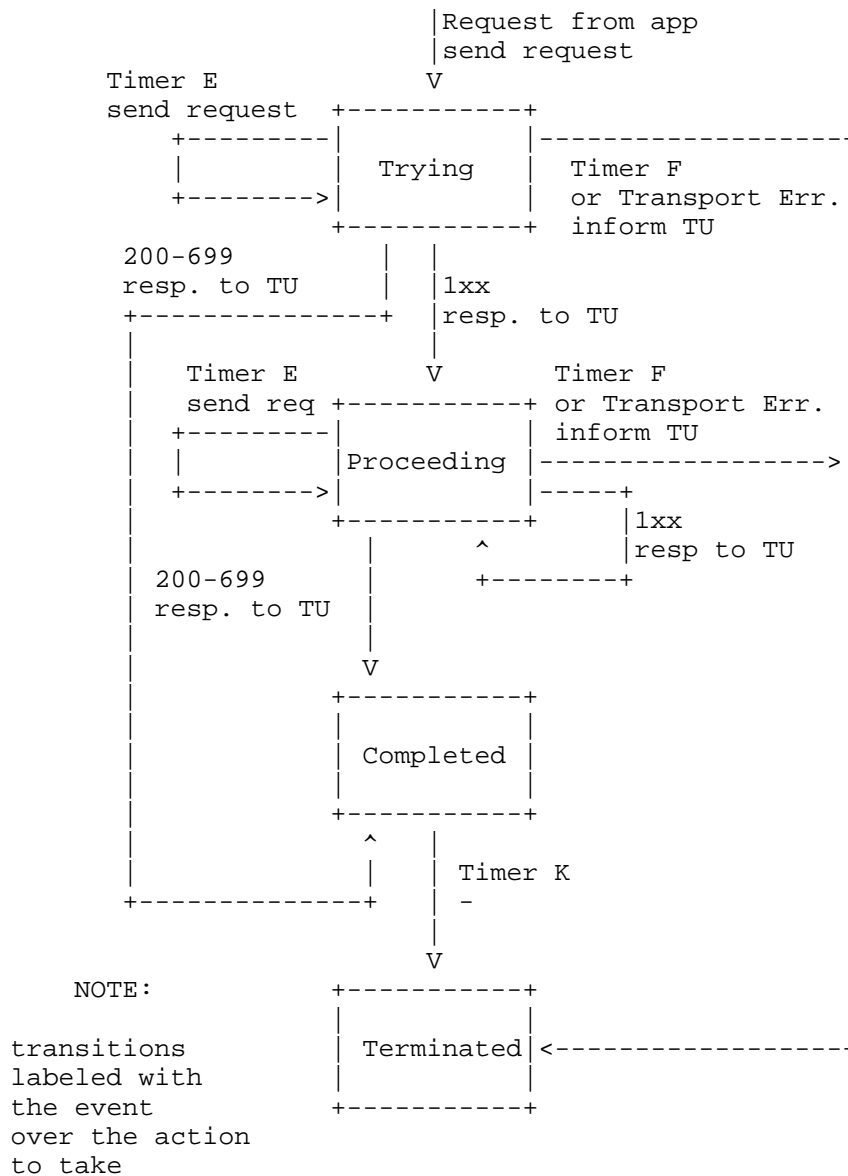 Request from app
send request
Timer E
send request
Trying
Timer F
or Transport Err.
inform TU
200-699
resp. to TU
1xx
resp. to TU
Timer E
send req
Timer F
or Transport Err.
inform TU
Proceeding
1xx
resp to TU
200-699
resp. to TU
Completed
Timer K
-
NOTE:
Terminated
transitions
labeled with
the event
over the action
to take